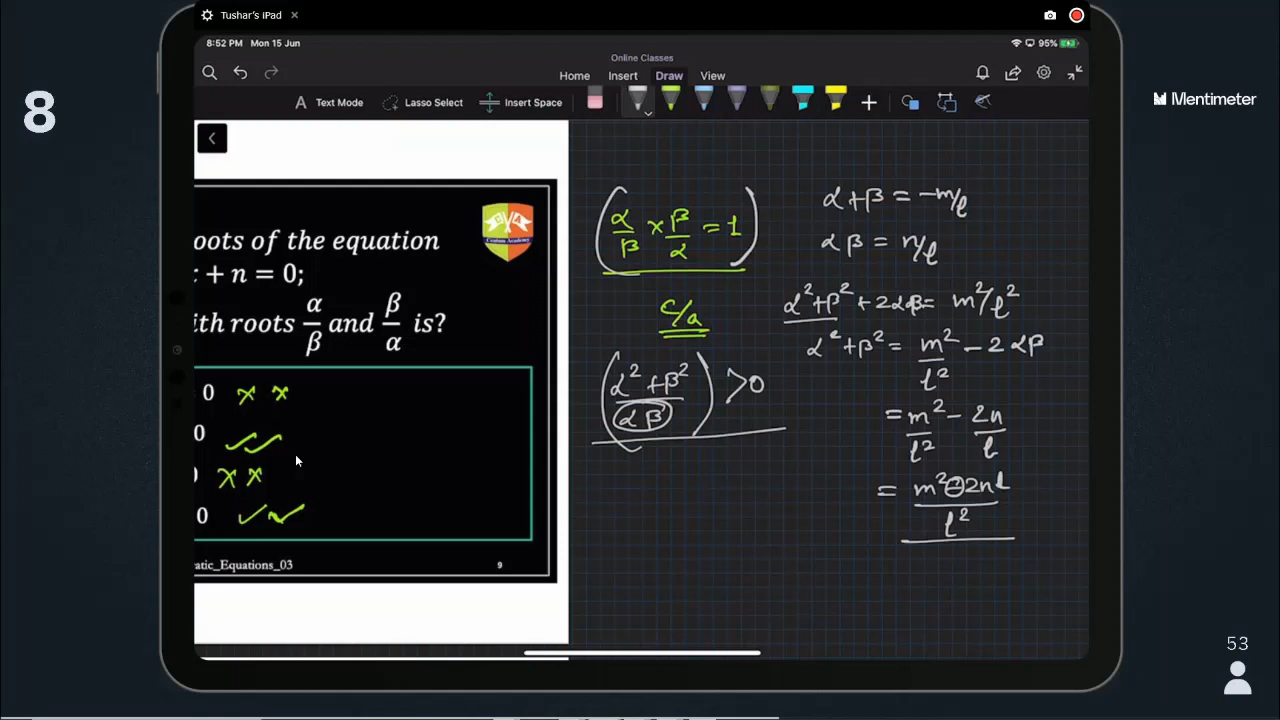 Tushar's iPad ×
8:52 PM Mon 15 Jun
95%
Online Classes
Home Insert Draw View
Text Mode Lasso Select Insert Space
8
Mentimeter
oots of the equation
+ n = 0;
ith roots α/β and β/α is?
0 × ×
0 ✓✓
× ×
0 ✓✓
atic_Equations_03
9
(α/β × β/α = 1)
c/a
(α² + β² / αβ) > 0
α + β = -m/l
α β = n/l
α² + β² + 2αβ = m²/l²
α² + β² = m²/l² - 2αβ
= m²/l² - 2n/l
= m² - 2nl / l²
53